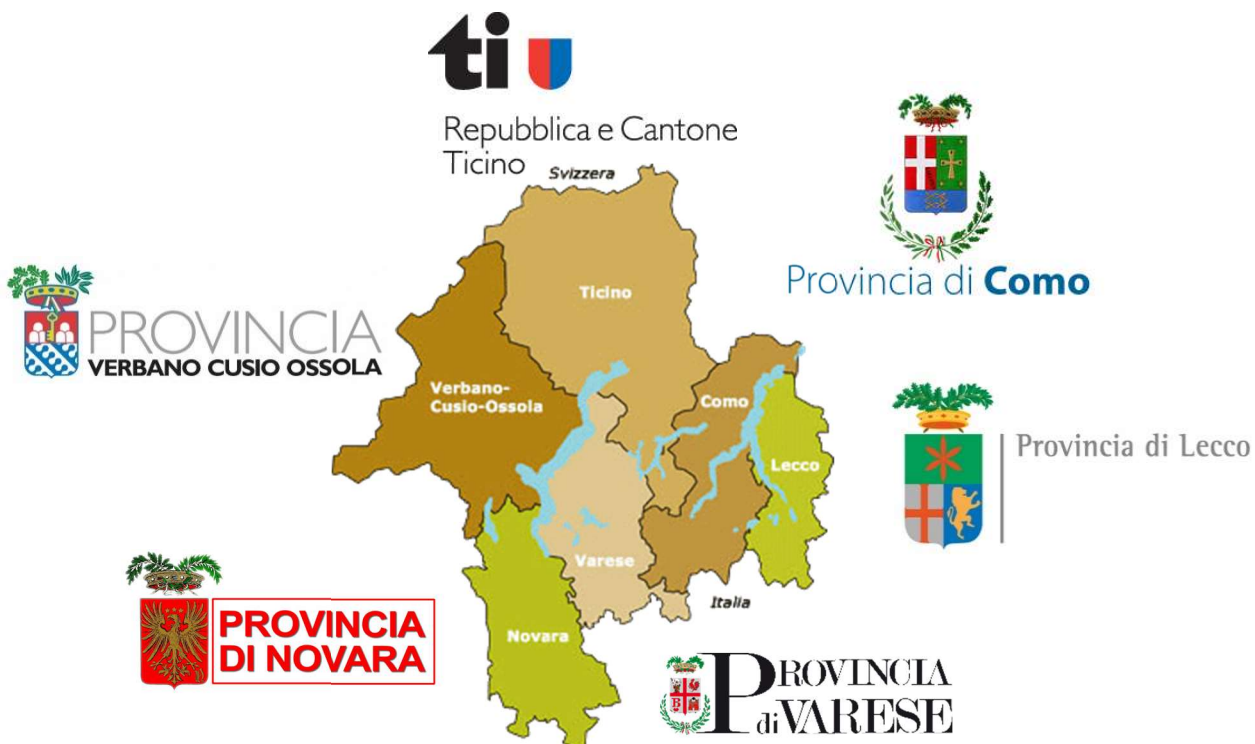 ti
Repubblica e Cantone
Ticino
Svizzera
Provincia di Como
PROVINCIA
VERBANO CUSIO OSSOLA
Ticino
Verbano-
Cusio-Ossola
Como
Lecco
Provincia di Lecco
Varese
Italia
Novara
PROVINCIA
DI NOVARA
PROVINCIA
di VARESE
B